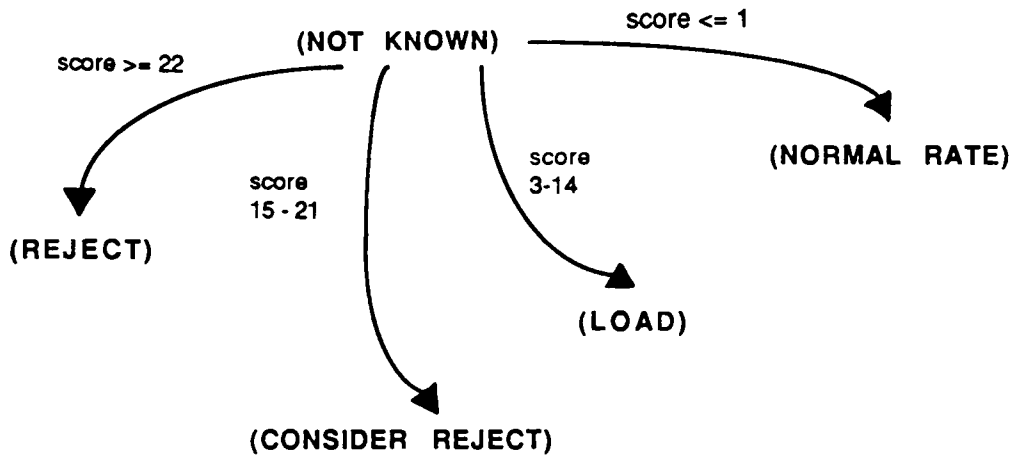 score <= 1
(NOT KNOWN)
score >= 22
(NORMAL RATE)
score
3-14
score
15 - 21
(REJECT)
(LOAD)
(CONSIDER REJECT)